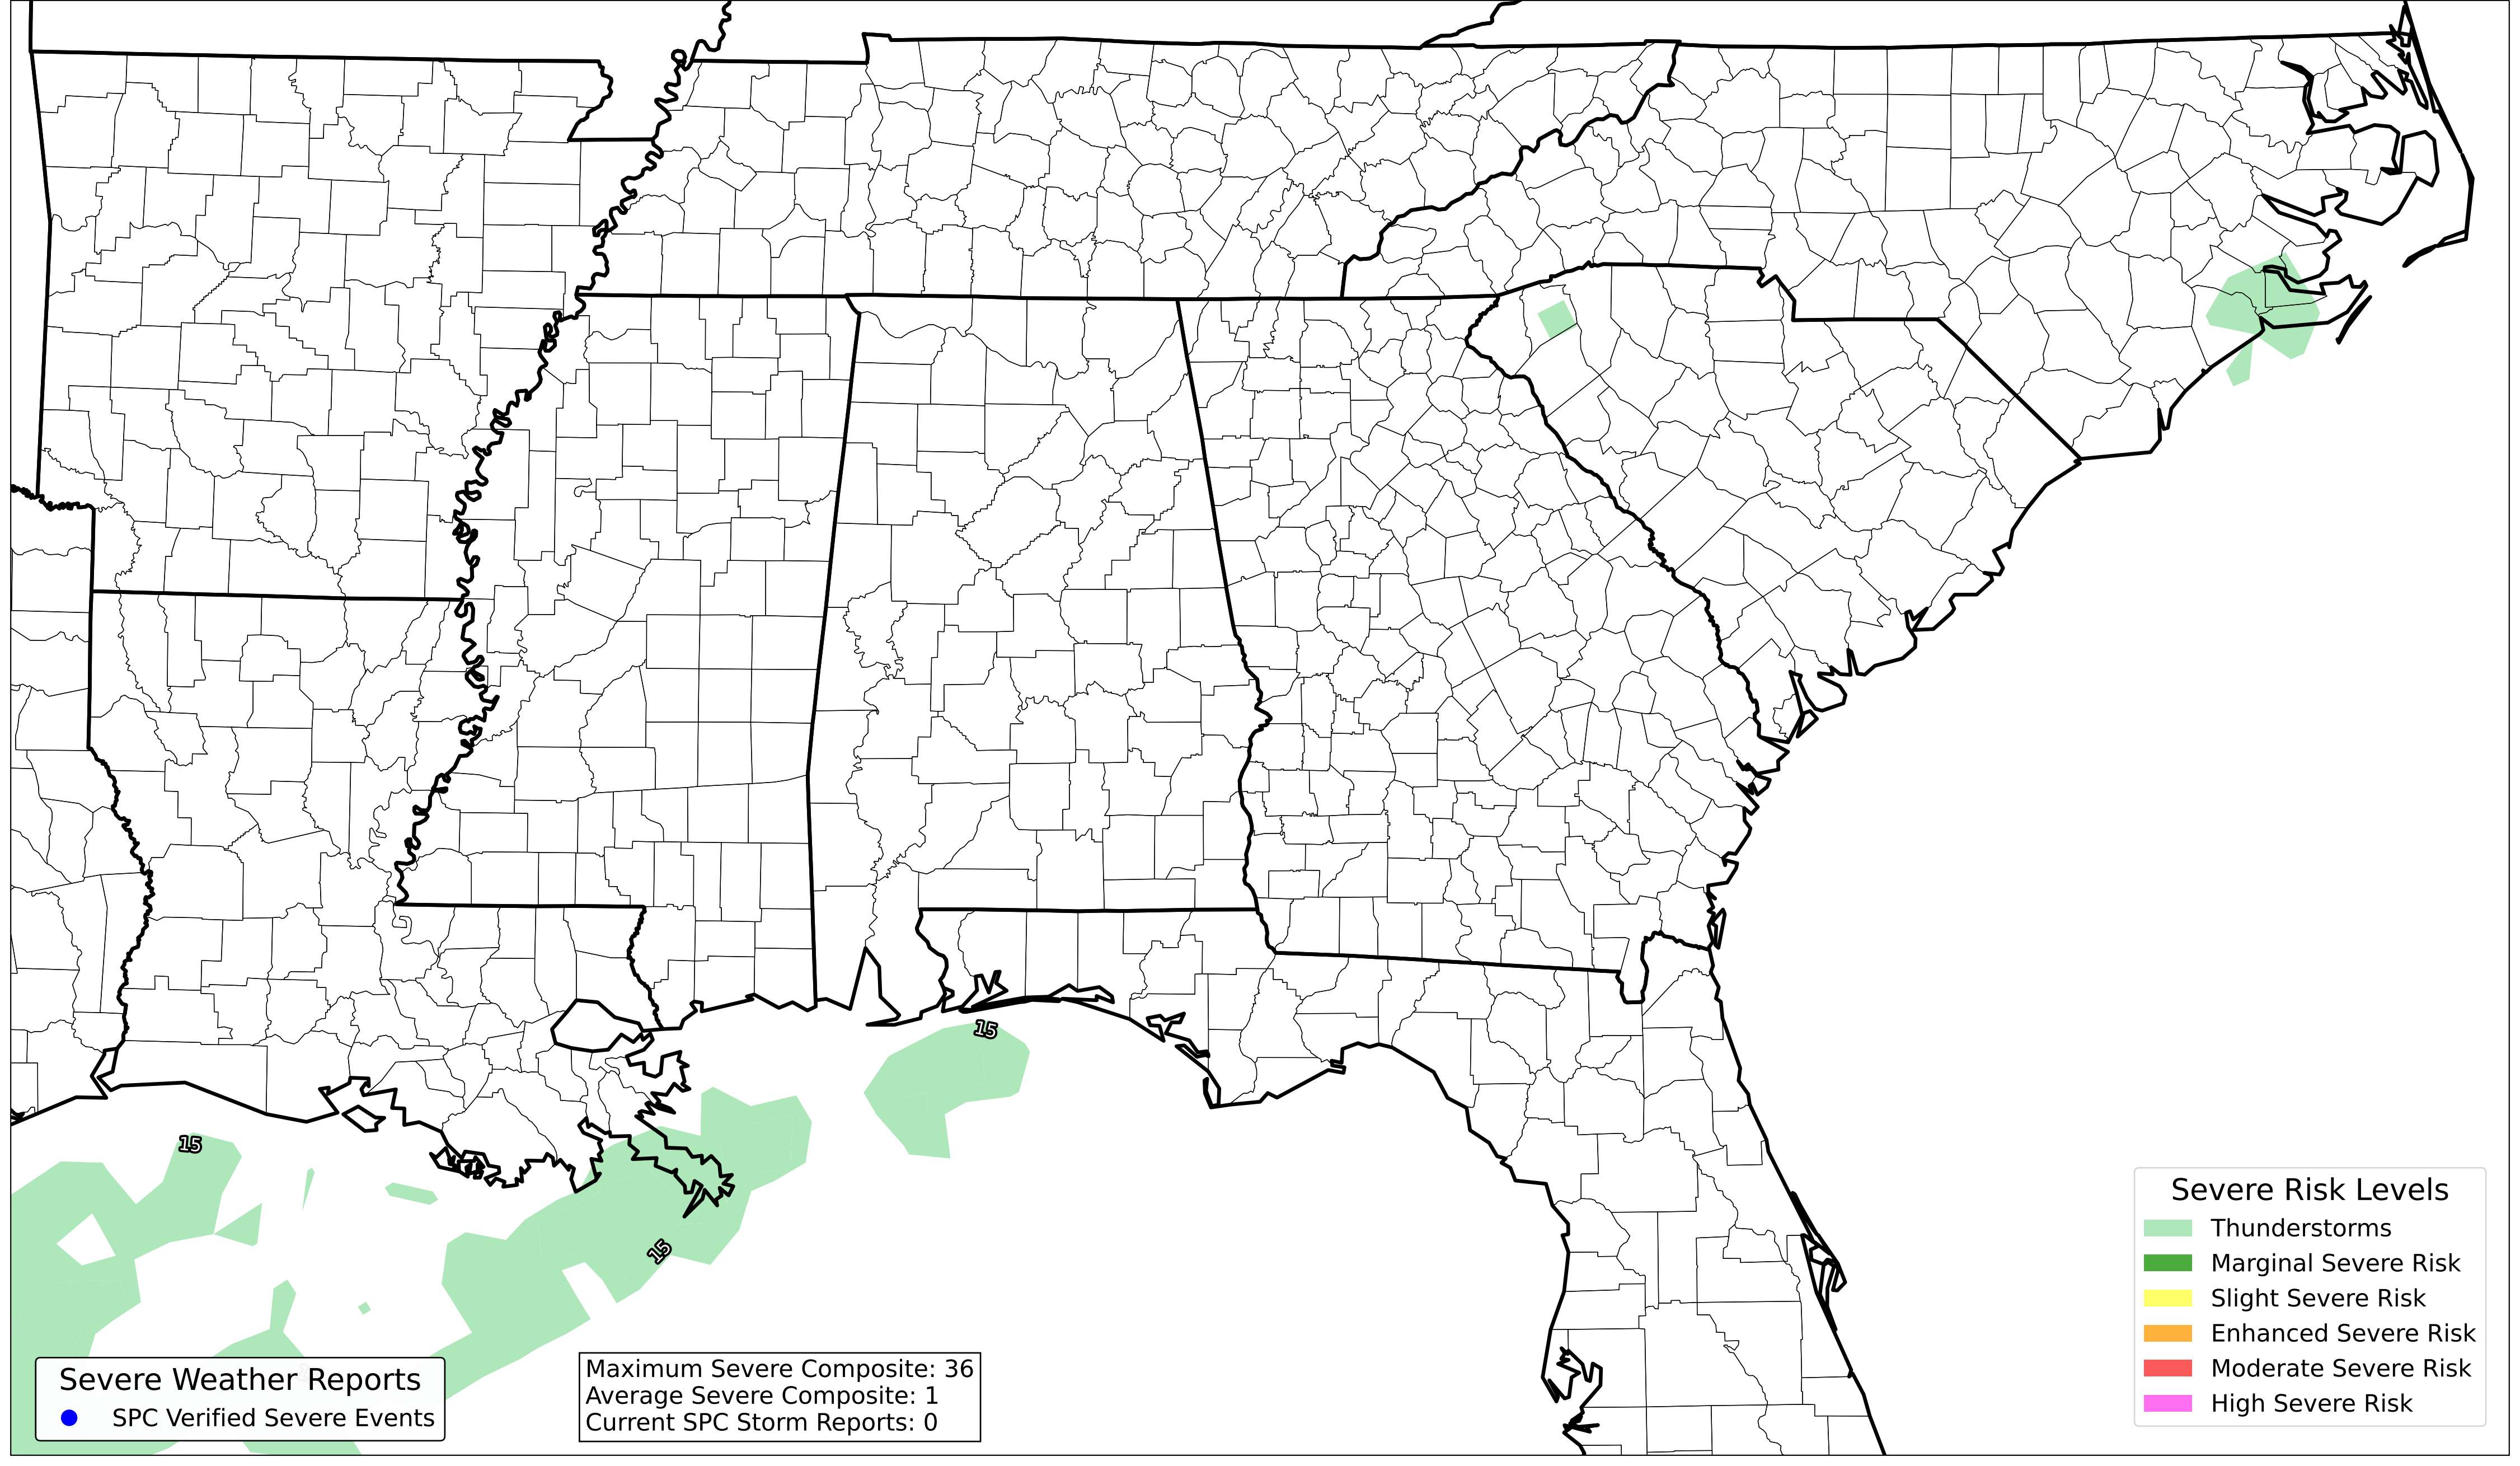 15
15
15
Severe Risk Levels
Thunderstorms
Marginal Severe Risk
Slight Severe Risk
Enhanced Severe Risk
Moderate Severe Risk
High Severe Risk
Severe Weather Reports
SPC Verified Severe Events
Maximum Severe Composite: 36
Average Severe Composite: 1
Current SPC Storm Reports: 0